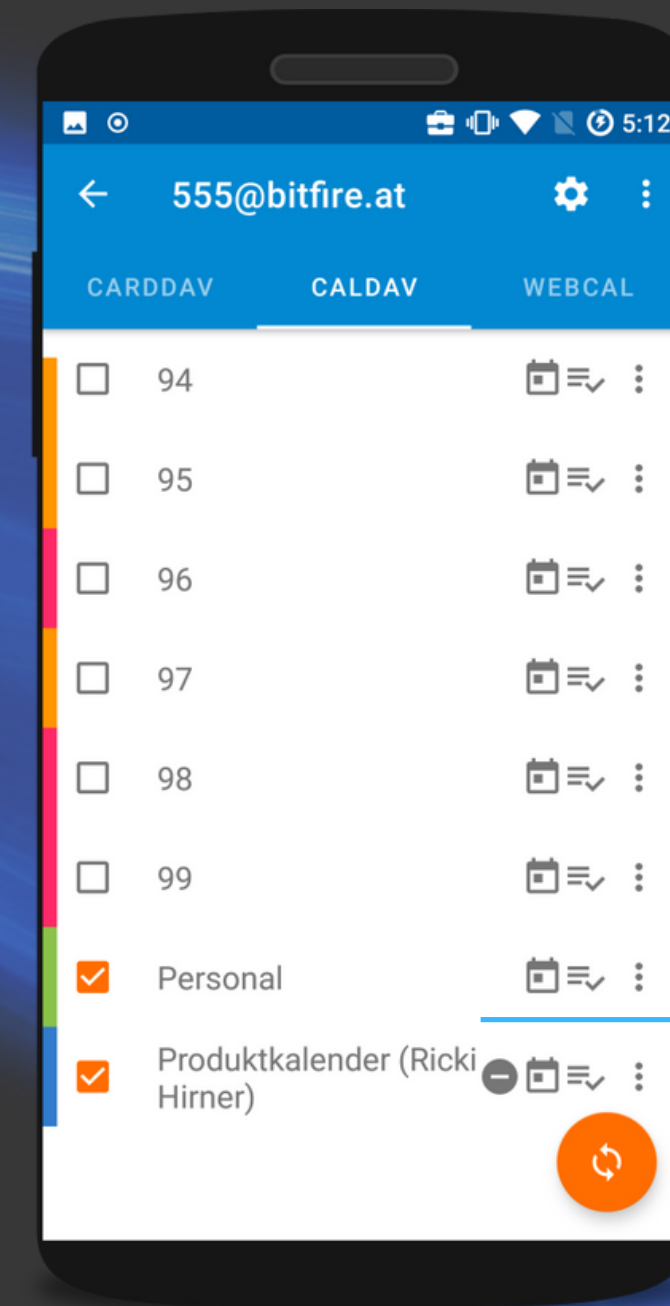 5:12
555@bitfire.at
CARDDAV CALDAV WEBCAL
94
95
96
97
98
99
Personal
Produktkalender (Ricki
Hirner)